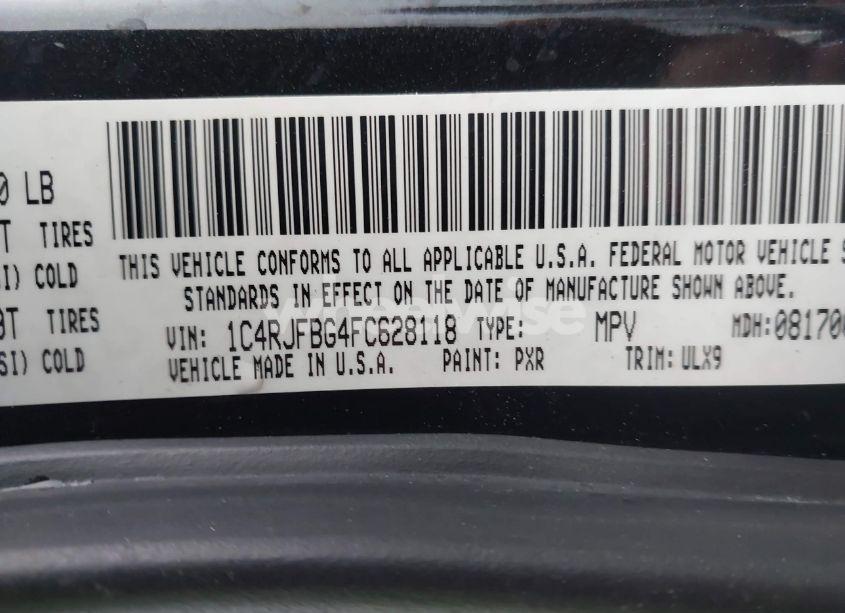 0 LB
T TIRES
SI) COLD
THIS VEHICLE CONFORMS TO ALL APPLICABLE U.S.A. FEDERAL MOTOR VEHICLE S
STANDARDS IN EFFECT ON THE DATE OF MANUFACTURE SHOWN ABOVE.
BT TIRES
VIN: 1C4RJFBG4FC628118 TYPE: MPV MDH:08170
SI) COLD
VEHICLE MADE IN U.S.A. PAINT: PXR TRIM: ULX9
wheelwise